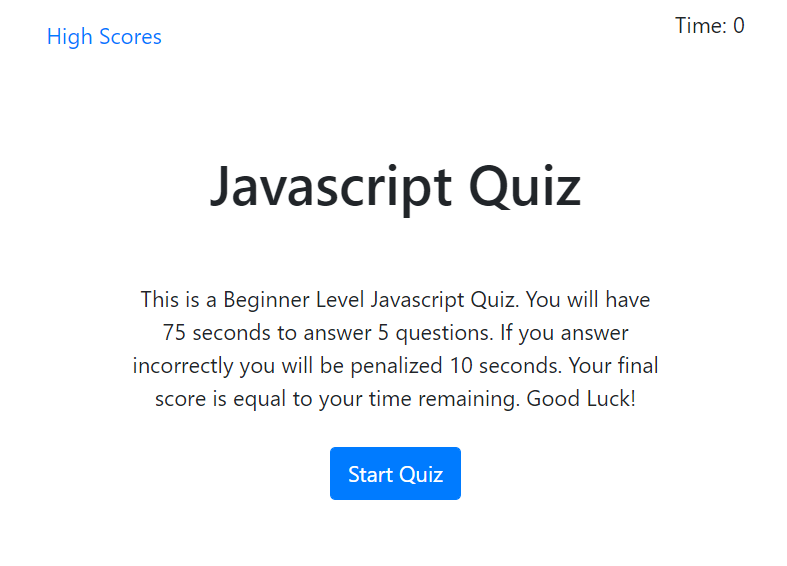 High Scores
Time: 0
Javascript Quiz
This is a Beginner Level Javascript Quiz. You will have
75 seconds to answer 5 questions. If you answer
incorrectly you will be penalized 10 seconds. Your final
score is equal to your time remaining. Good Luck!
Start Quiz